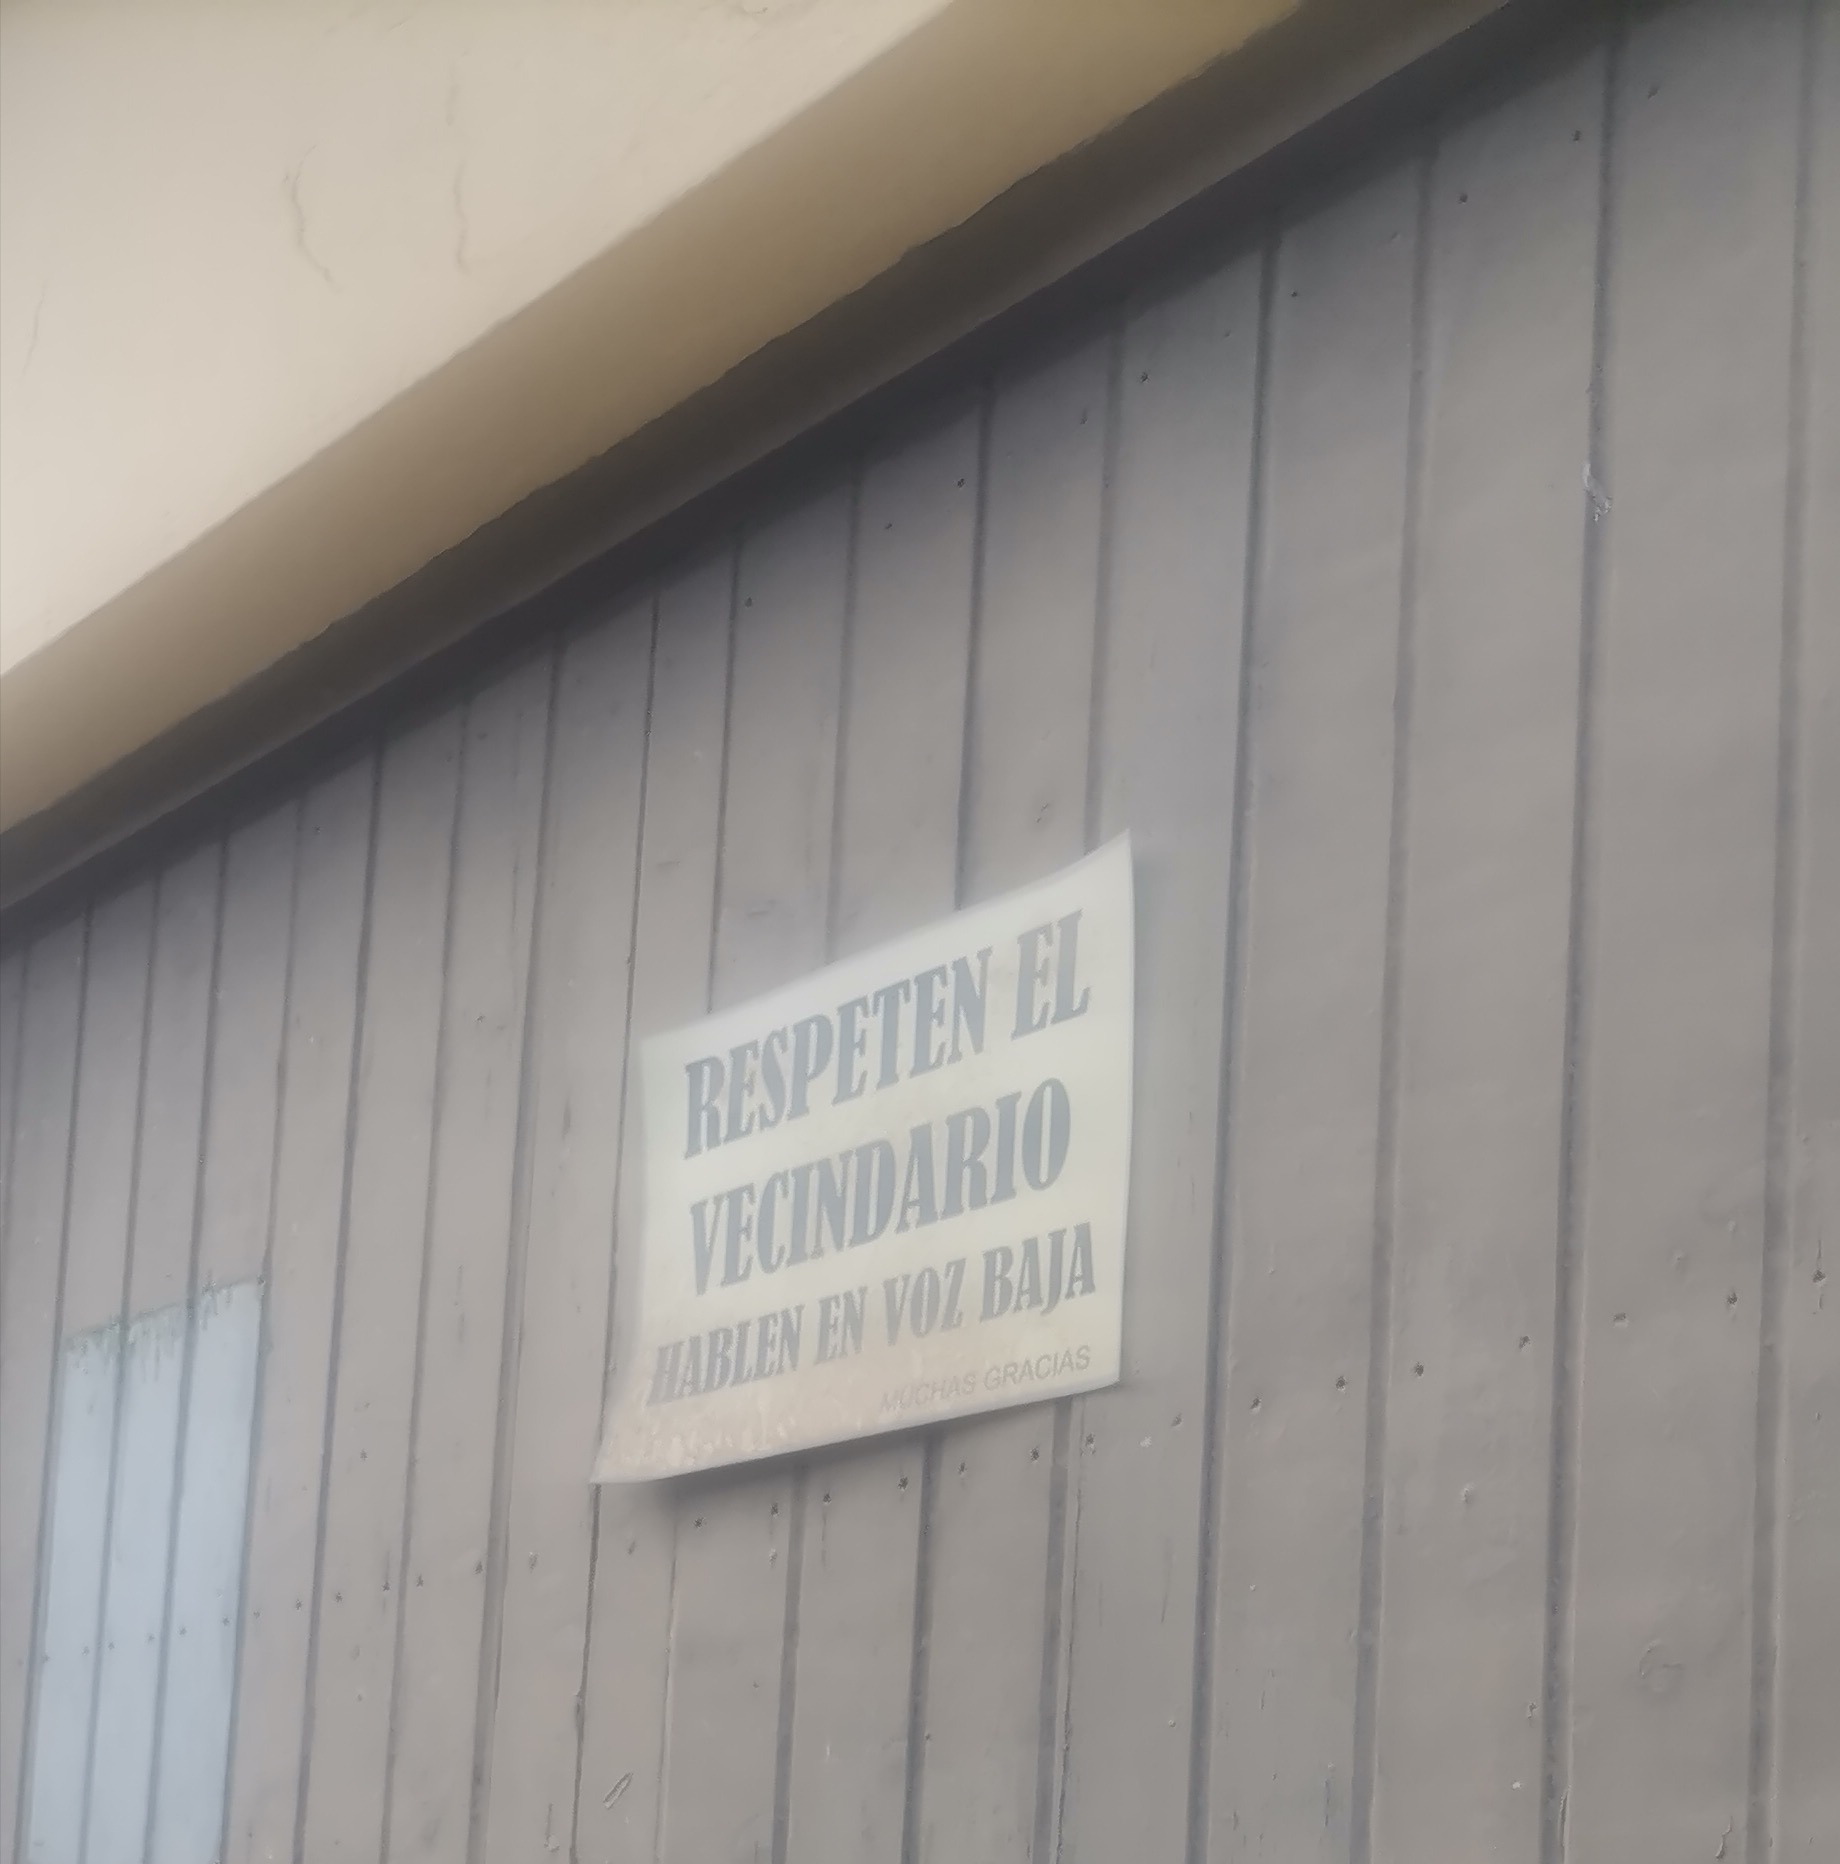 RESPETEN EL
VECINDARIO
HABLEN EN VOZ BAJA
MUCHAS GRACIAS